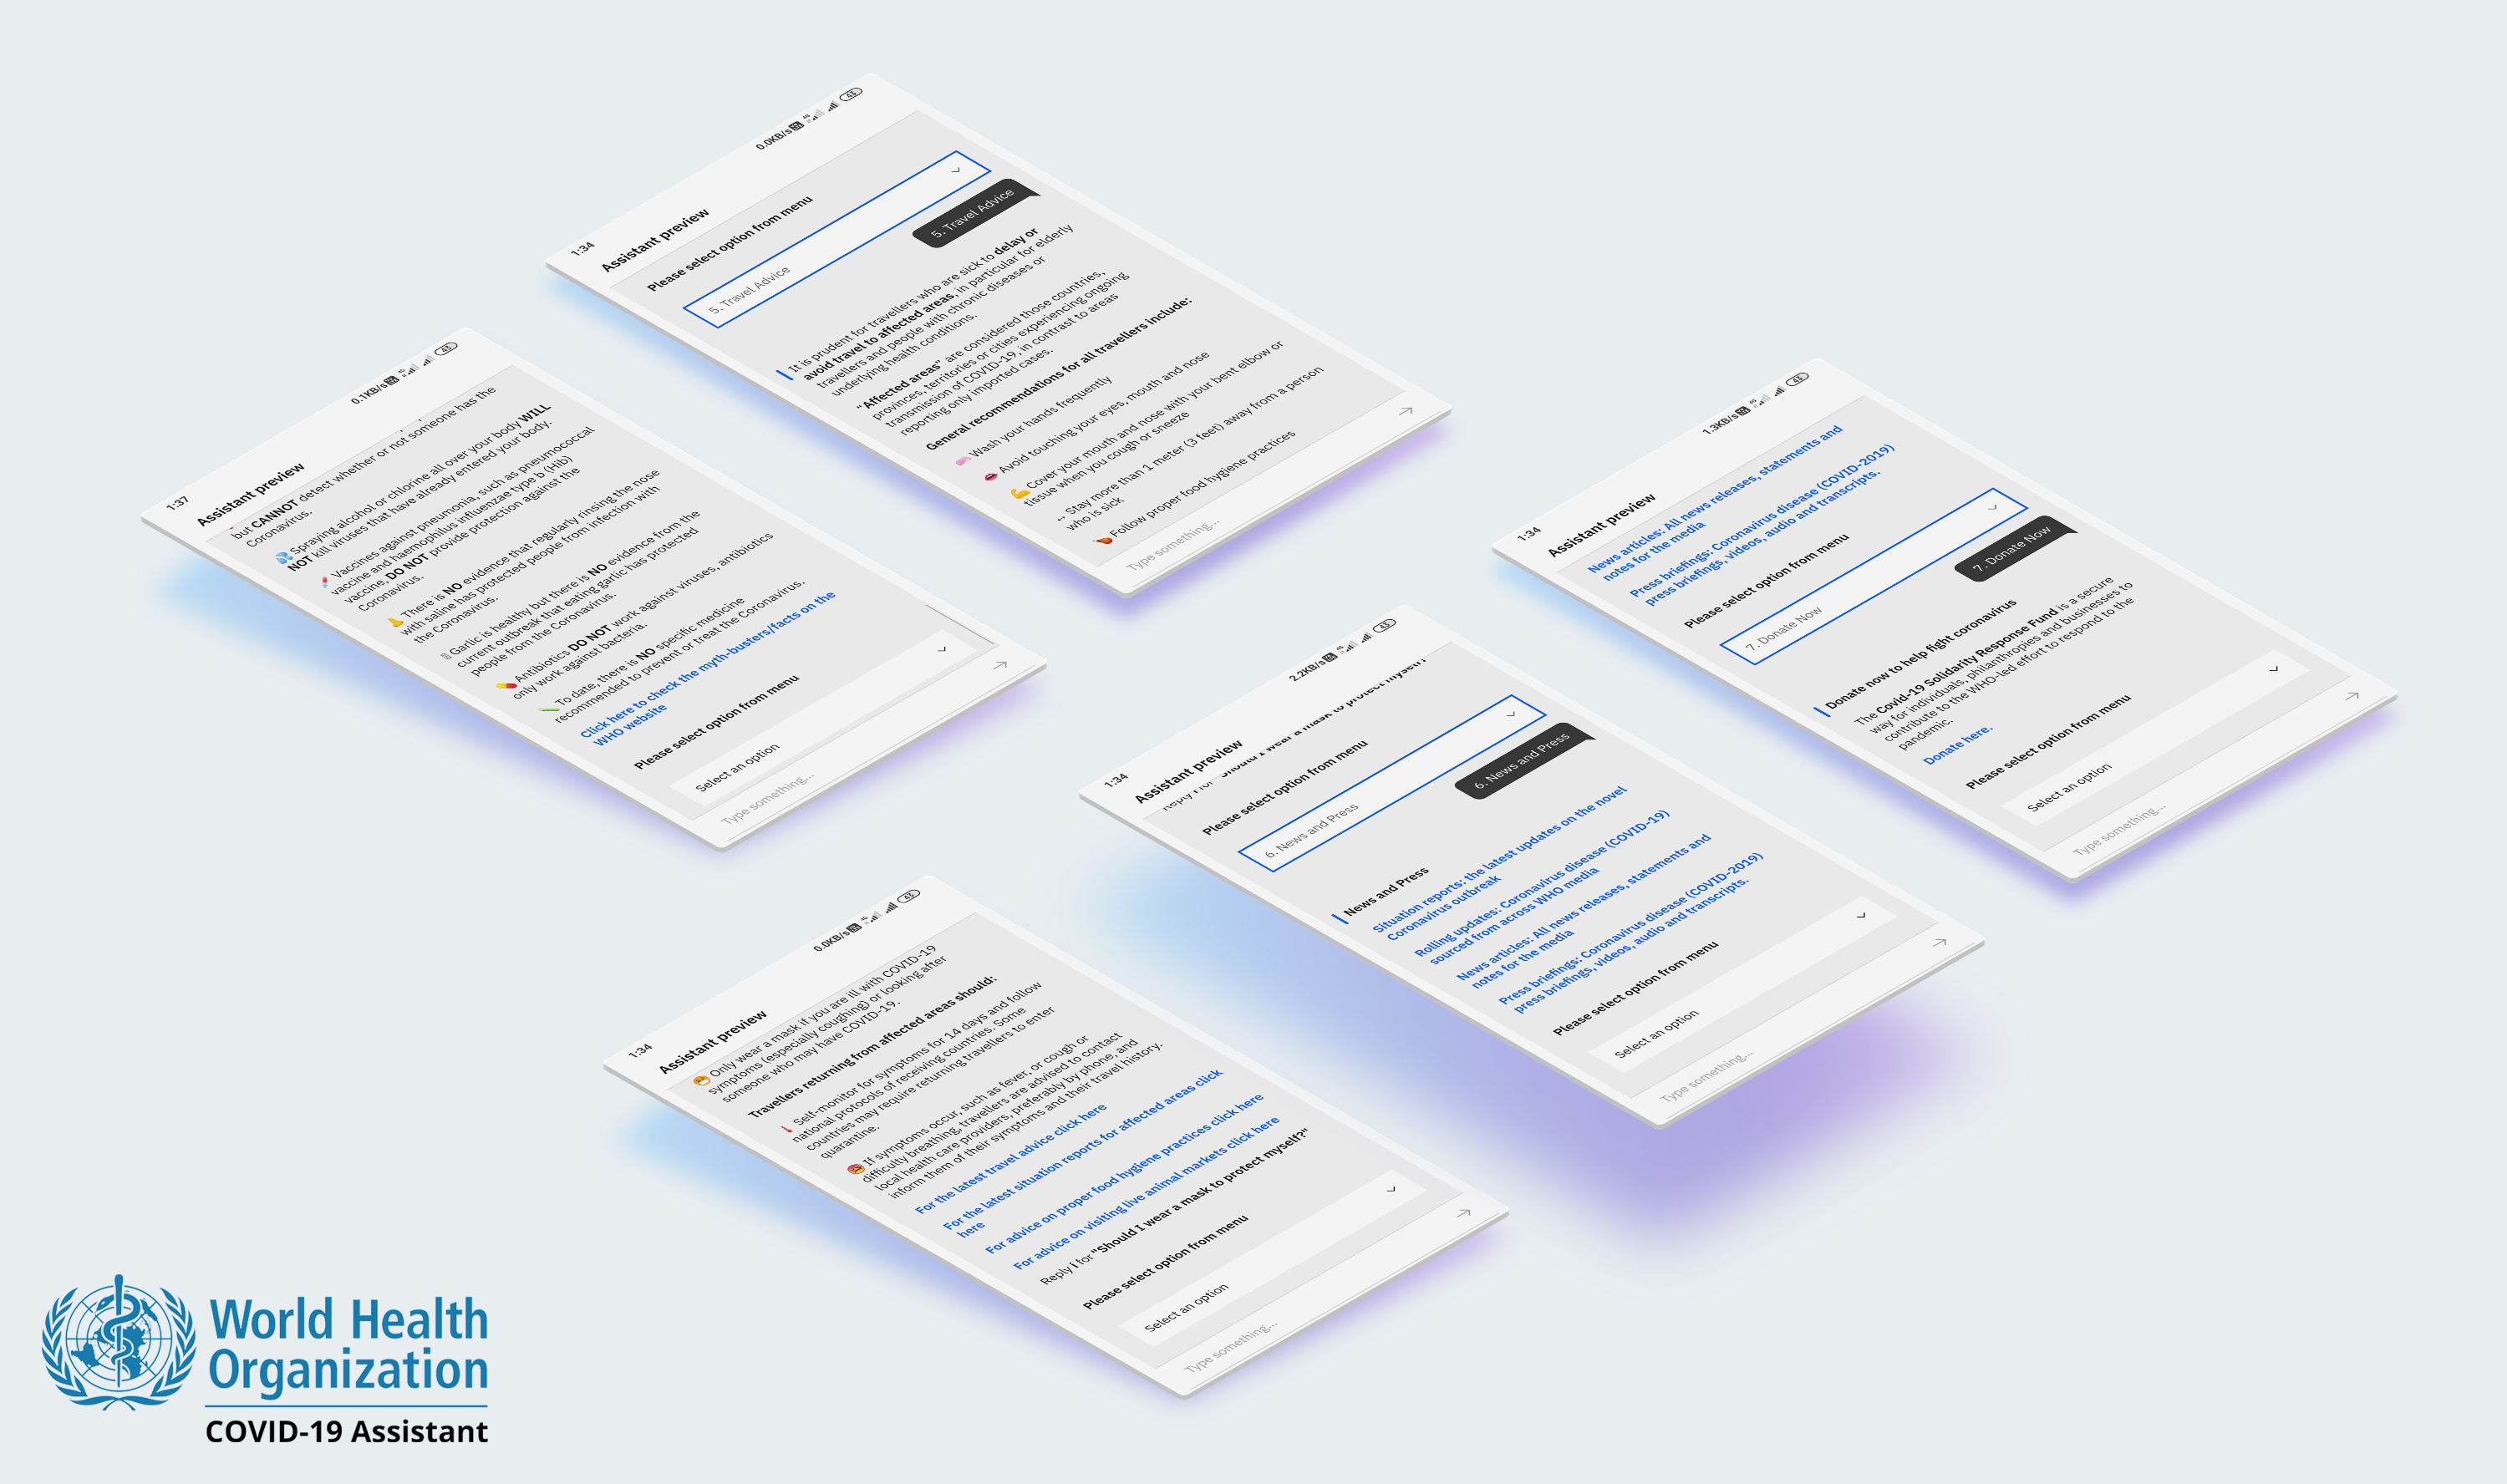 1:37
0.1KB/s
4G
43
Assistant preview
but CANNOT detect whether or not someone has the
Coronavirus.
Spraying alcohol or chlorine all over your body WILL
NOT kill viruses that have already entered your body.
Vaccines against pneumonia, such as pneumococcal
vaccine and haemophilus influenzae type b (Hib)
vaccine, DO NOT provide protection against the
Coronavirus.
There is NO evidence that regularly rinsing the nose
with saline has protected people from infection with
the Coronavirus.
Garlic is healthy but there is NO evidence from the
current outbreak that eating garlic has protected
people from the Coronavirus.
Antibiotics DO NOT work against viruses, antibiotics
only work against bacteria.
To date, there is NO specific medicine
recommended to prevent or treat the Coronavirus.
Click here to check the myth-busters/facts on the
WHO website
Please select option from menu
Select an option
Type something...
1:34
0.0KB/s
4G
43
Assistant preview
Please select option from menu
5. Travel Advice
5. Travel Advice
It is prudent for travellers who are sick to delay or
avoid travel to affected areas, in particular for elderly
travellers and people with chronic diseases or
underlying health conditions.
“Affected areas” are considered those countries,
provinces, territories or cities experiencing ongoing
transmission of COVID-19, in contrast to areas
reporting only imported cases.
General recommendations for all travellers include:
Wash your hands frequently
Avoid touching your eyes, mouth and nose
Cover your mouth and nose with your bent elbow or
tissue when you cough or sneeze
Stay more than 1 meter (3 feet) away from a person
who is sick
Follow proper food hygiene practices
Type something...
1:34
0.0KB/s
4G
43
Assistant preview
Only wear a mask if you are ill with COVID-19
symptoms (especially coughing) or looking after
someone who may have COVID-19.
Travellers returning from affected areas should:
Self-monitor for symptoms for 14 days and follow
national protocols of receiving countries. Some
countries may require returning travellers to enter
quarantine.
If symptoms occur, such as fever, or cough or
difficulty breathing, travellers are advised to contact
local health care providers, preferably by phone, and
inform them of their symptoms and their travel history.
For the latest travel advice click here
For the latest situation reports for affected areas click
here
For advice on proper food hygiene practices click here
For advice on visiting live animal markets click here
Reply i for "Should I wear a mask to protect myself?"
Please select option from menu
Select an option
Type something...
1:34
2.2KB/s
4G
43
Assistant preview
Reply i for "Should I wear a mask to protect myself?"
Please select option from menu
6. News and Press
6. News and Press
News and Press
Situation reports: the latest updates on the novel
Coronavirus outbreak
Rolling updates: Coronavirus disease (COVID-19)
sourced from across WHO media
News articles: All news releases, statements and
notes for the media
Press briefings: Coronavirus disease (COVID-2019)
press briefings, videos, audio and transcripts.
Please select option from menu
Select an option
Type something...
1:34
1.3KB/s
4G
43
Assistant preview
News articles: All news releases, statements and
notes for the media
Press briefings: Coronavirus disease (COVID-2019)
press briefings, videos, audio and transcripts.
Please select option from menu
7. Donate Now
7. Donate Now
Donate now to help fight coronavirus
The Covid-19 Solidarity Response Fund is a secure
way for individuals, philanthropies and businesses to
contribute to the WHO-led effort to respond to the
pandemic.
Donate here.
Please select option from menu
Select an option
Type something...
World Health
Organization
COVID-19 Assistant